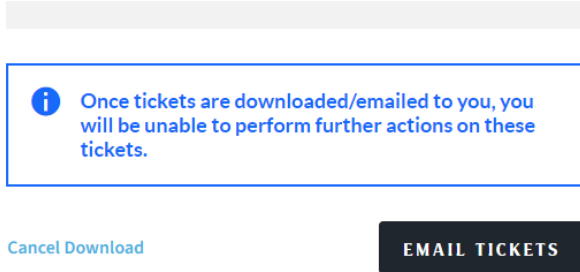 Once tickets are downloaded/emailed to you, you
will be unable to perform further actions on these
tickets.
Cancel Download
EMAIL TICKETS